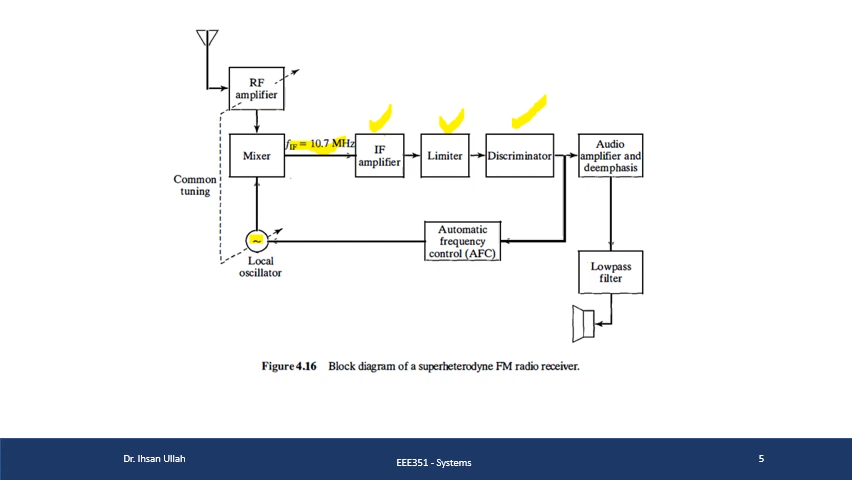 RF
amplifier
Mixer
fIF = 10.7 MHz
IF
amplifier
Limiter
Discriminator
Audio
amplifier and
deemphasis
Common
tuning
~
Local
oscillator
Automatic
frequency
control (AFC)
Lowpass
filter
Figure 4.16 Block diagram of a superheterodyne FM radio receiver.
Dr. Ihsan Ullah
EEE351 - Systems
5